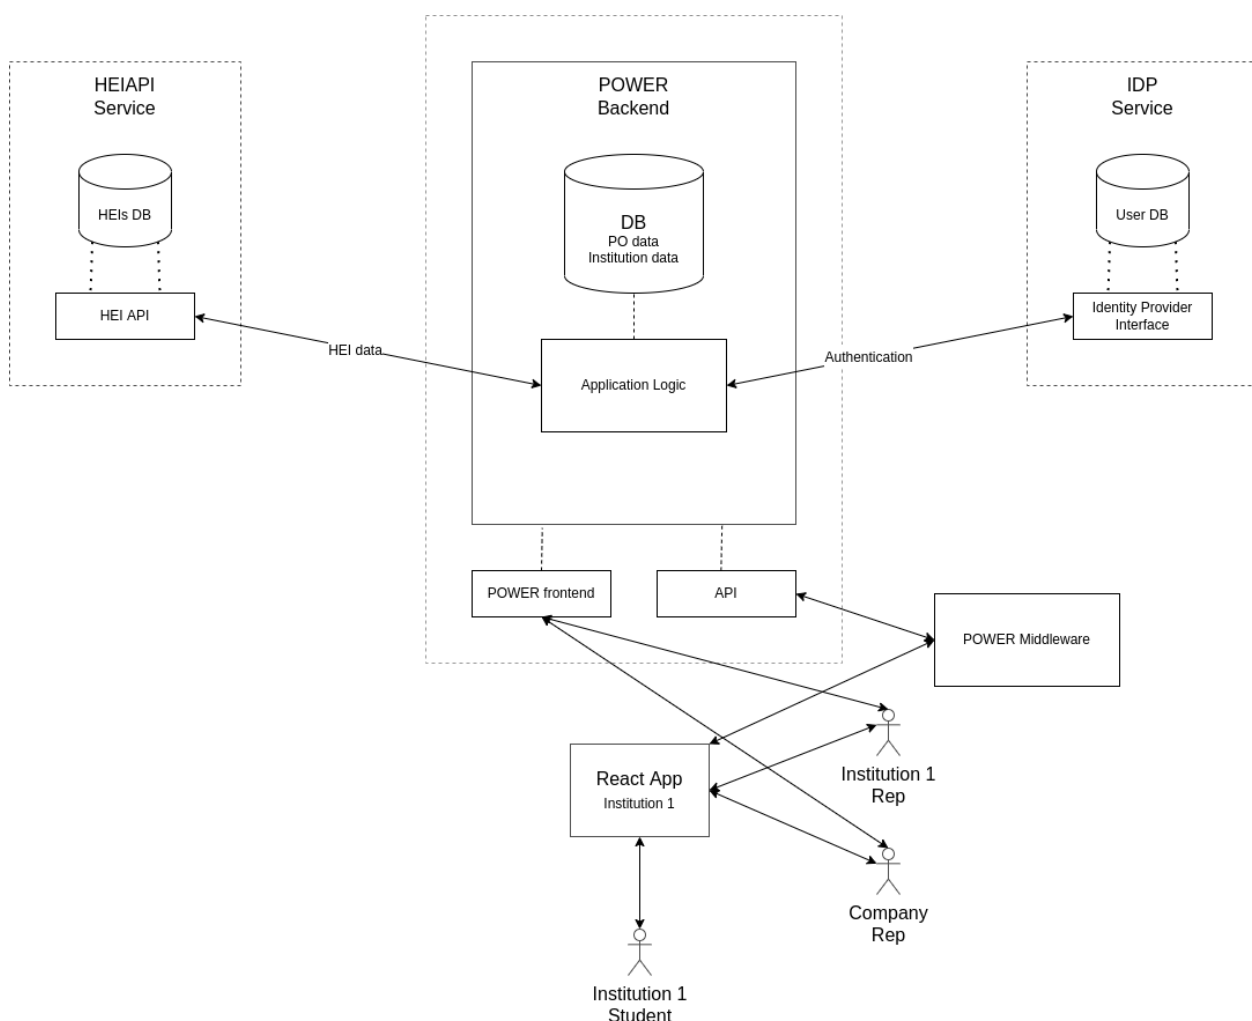 HEIAPI
Service
POWER
Backend
IDP
Service
HEIs DB
DB
PO data
Institution data
User DB
HEI API
Identity Provider
Interface
HEI data
Authentication
Application Logic
POWER frontend
API
POWER Middleware
React App
Institution 1
Institution 1
Rep
Company
Rep
Institution 1
Student